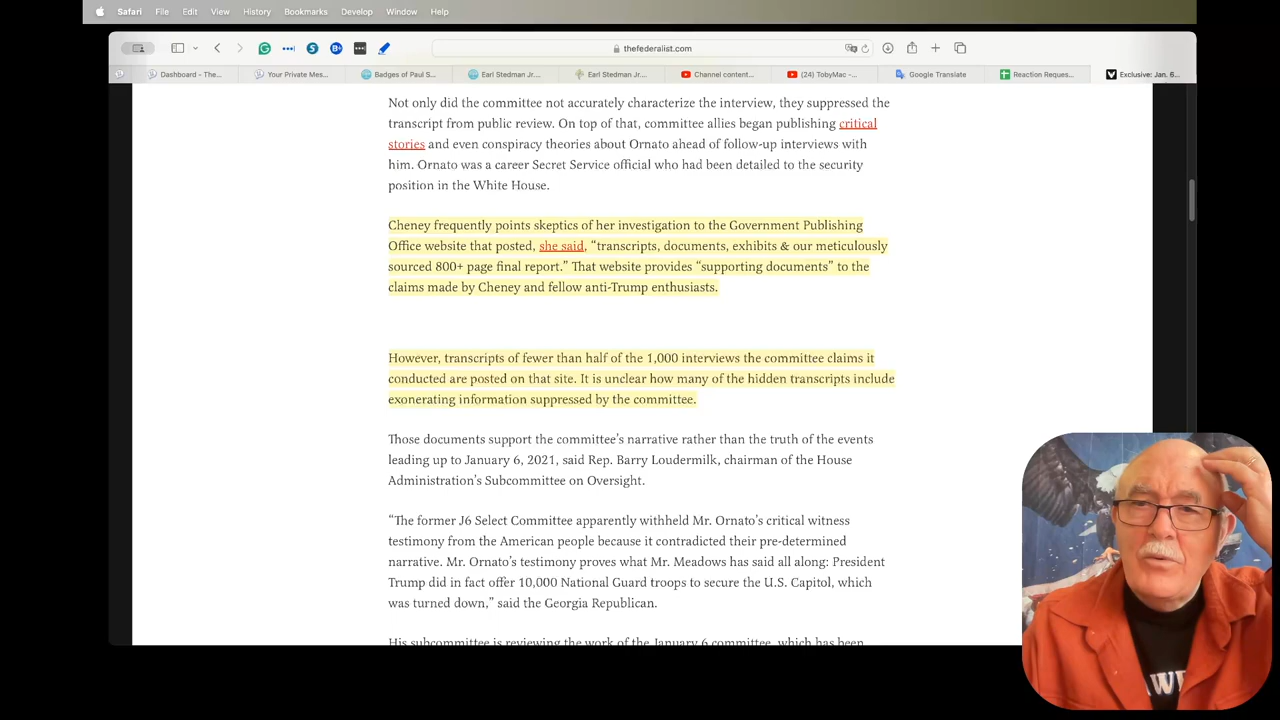 Safari File Edit View History Bookmarks Develop Window Help
thefederalist.com
Dashboard - The... Your Private Mes... Badges of Paul S... Earl Stedman Jr.... Earl Stedman Jr.... Channel content... (24) TobyMac -... Google Translate Reaction Reques... Exclusive: Jan. 6...
Not only did the committee not accurately characterize the interview, they suppressed the
transcript from public review. On top of that, committee allies began publishing critical
stories and even conspiracy theories about Ornato ahead of follow-up interviews with
him. Ornato was a career Secret Service official who had been detailed to the security
position in the White House.
Cheney frequently points skeptics of her investigation to the Government Publishing
Office website that posted, she said, “transcripts, documents, exhibits & our meticulously
sourced 800+ page final report.” That website provides “supporting documents” to the
claims made by Cheney and fellow anti-Trump enthusiasts.
However, transcripts of fewer than half of the 1,000 interviews the committee claims it
conducted are posted on that site. It is unclear how many of the hidden transcripts include
exonerating information suppressed by the committee.
Those documents support the committee’s narrative rather than the truth of the events
leading up to January 6, 2021, said Rep. Barry Loudermilk, chairman of the House
Administration’s Subcommittee on Oversight.
“The former J6 Select Committee apparently withheld Mr. Ornato’s critical witness
testimony from the American people because it contradicted their pre-determined
narrative. Mr. Ornato’s testimony proves what Mr. Meadows has said all along: President
Trump did in fact offer 10,000 National Guard troops to secure the U.S. Capitol, which
was turned down,” said the Georgia Republican.
His subcommittee is reviewing the work of the January 6 committee, which has been